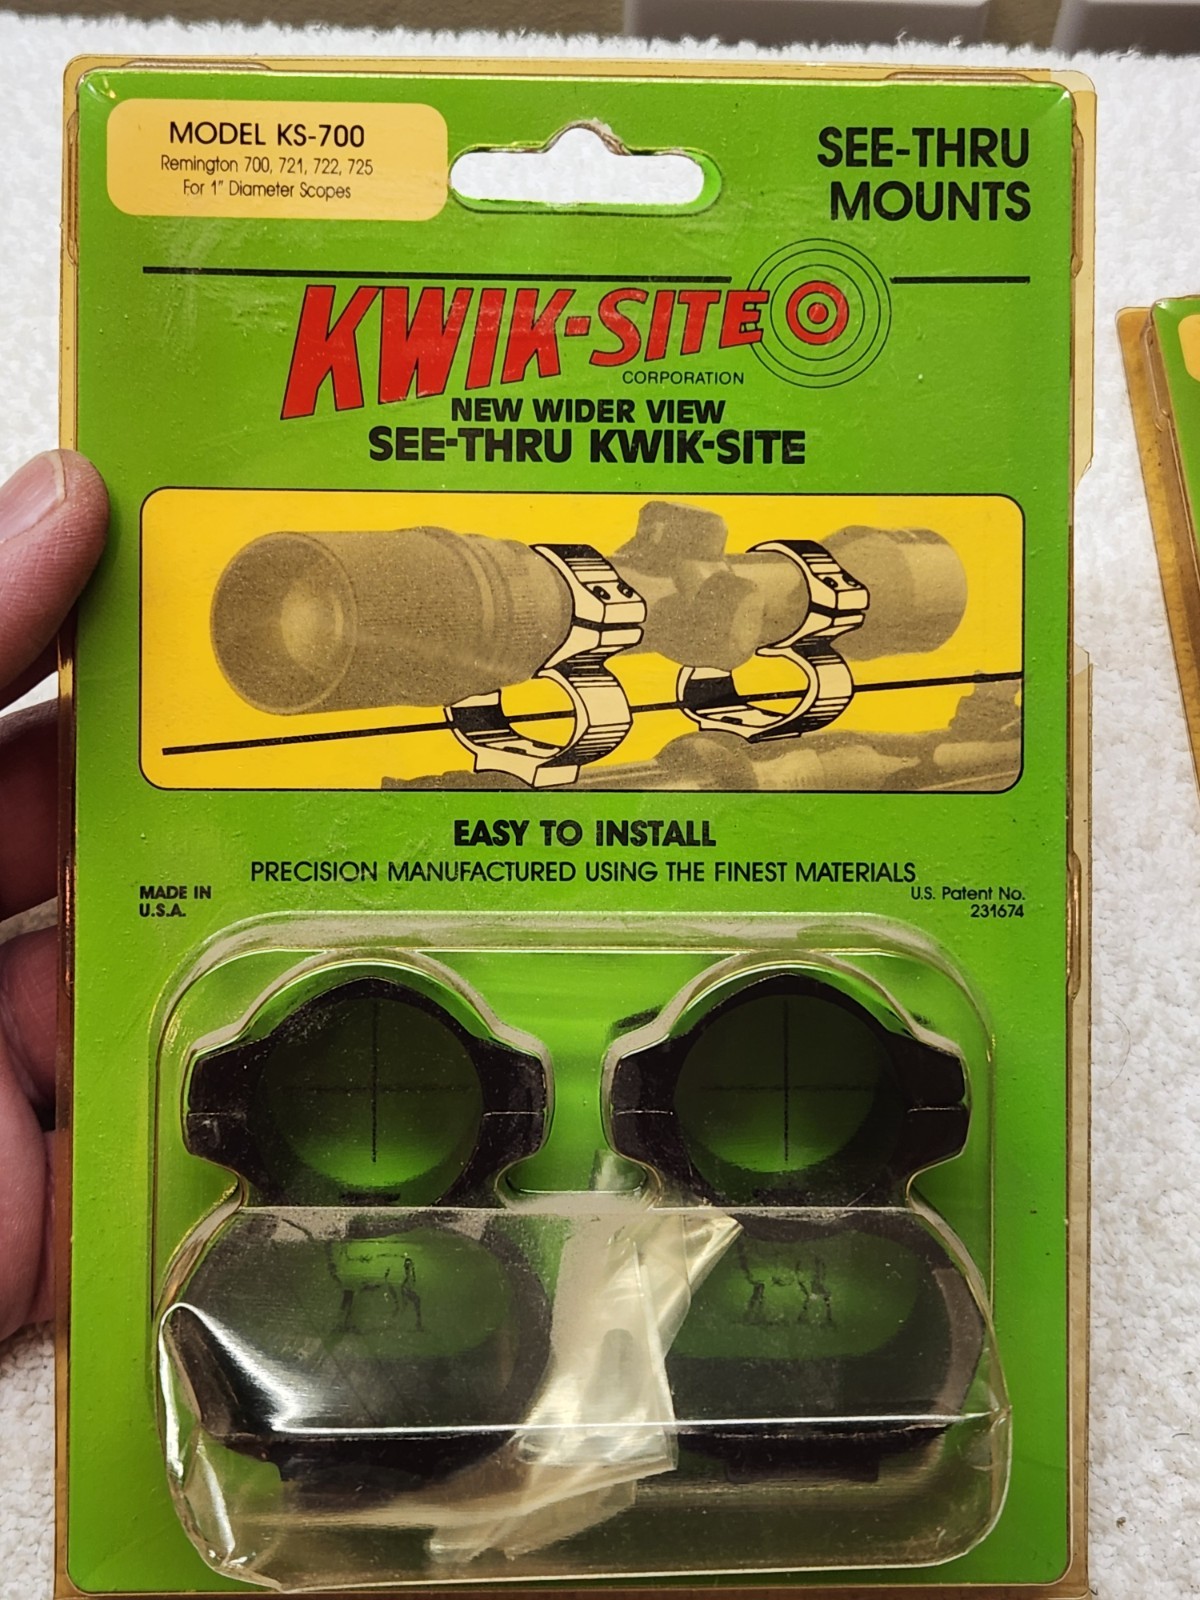 MODEL KS-700
Remington 700, 721, 722, 725
For 1" Diameter Scopes
SEE-THRU
MOUNTS
KWIK-SITE
CORPORATION
NEW WIDER VIEW
SEE-THRU KWIK-SITE
EASY TO INSTALL
PRECISION MANUFACTURED USING THE FINEST MATERIALS
MADE IN
U.S.A.
U.S. Patent No.
231674